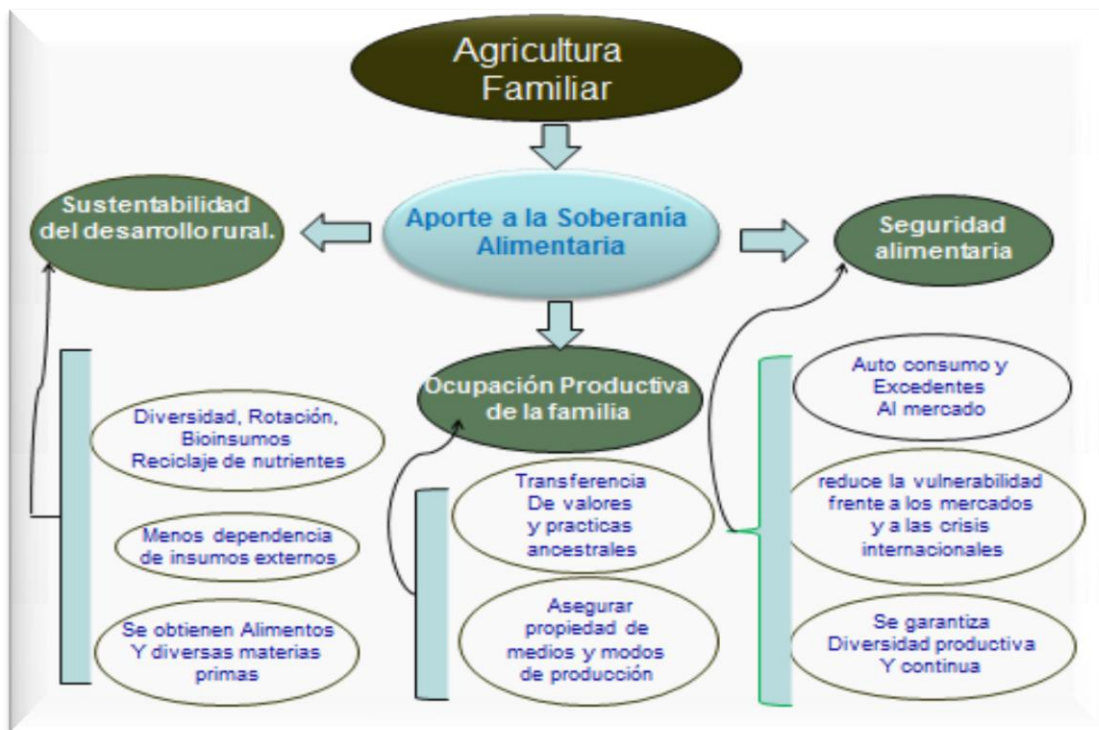 Agricultura
Familiar
Aporte a la Soberanía
Alimentaria
Sustentabilidad
del desarrollo rural.
Diversidad, Rotación,
Bioinsumos
Reciclaje de nutrientes
Menos dependencia
de insumos externos
Se obtienen Alimentos
Y diversas materias
primas
Ocupación Productiva
de la familia
Transferencia
De valores
y practicas
ancestrales
Asegurar
propiedad de
medios y modos
de producción
Seguridad
alimentaria
Auto consumo y
Excedentes
Al mercado
reduce la vulnerabilidad
frente a los mercados
y a las crisis
internacionales
Se garantiza
Diversidad productiva
Y continua